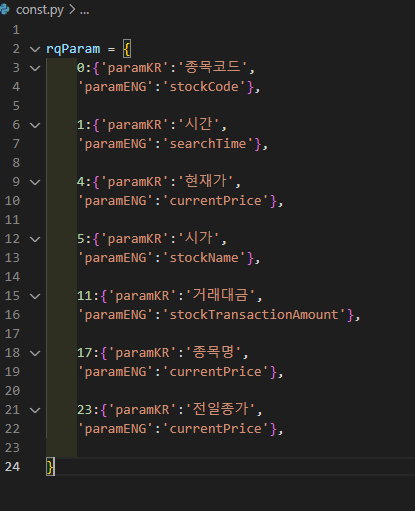 const.py > ...
1
2 rqParam = {
3 0:{'paramKR':'종목코드',
4 'paramENG':'stockCode'},
5
6 1:{'paramKR':'시간',
7 'paramENG':'searchTime'},
8
9 4:{'paramKR':'현재가',
10 'paramENG':'currentPrice'},
11
12 5:{'paramKR':'시가',
13 'paramENG':'stockName'},
14
15 11:{'paramKR':'거래대금',
16 'paramENG':'stockTransactionAmount'},
17
18 17:{'paramKR':'종목명',
19 'paramENG':'currentPrice'},
20
21 23:{'paramKR':'전일종가',
22 'paramENG':'currentPrice'},
23
24 }